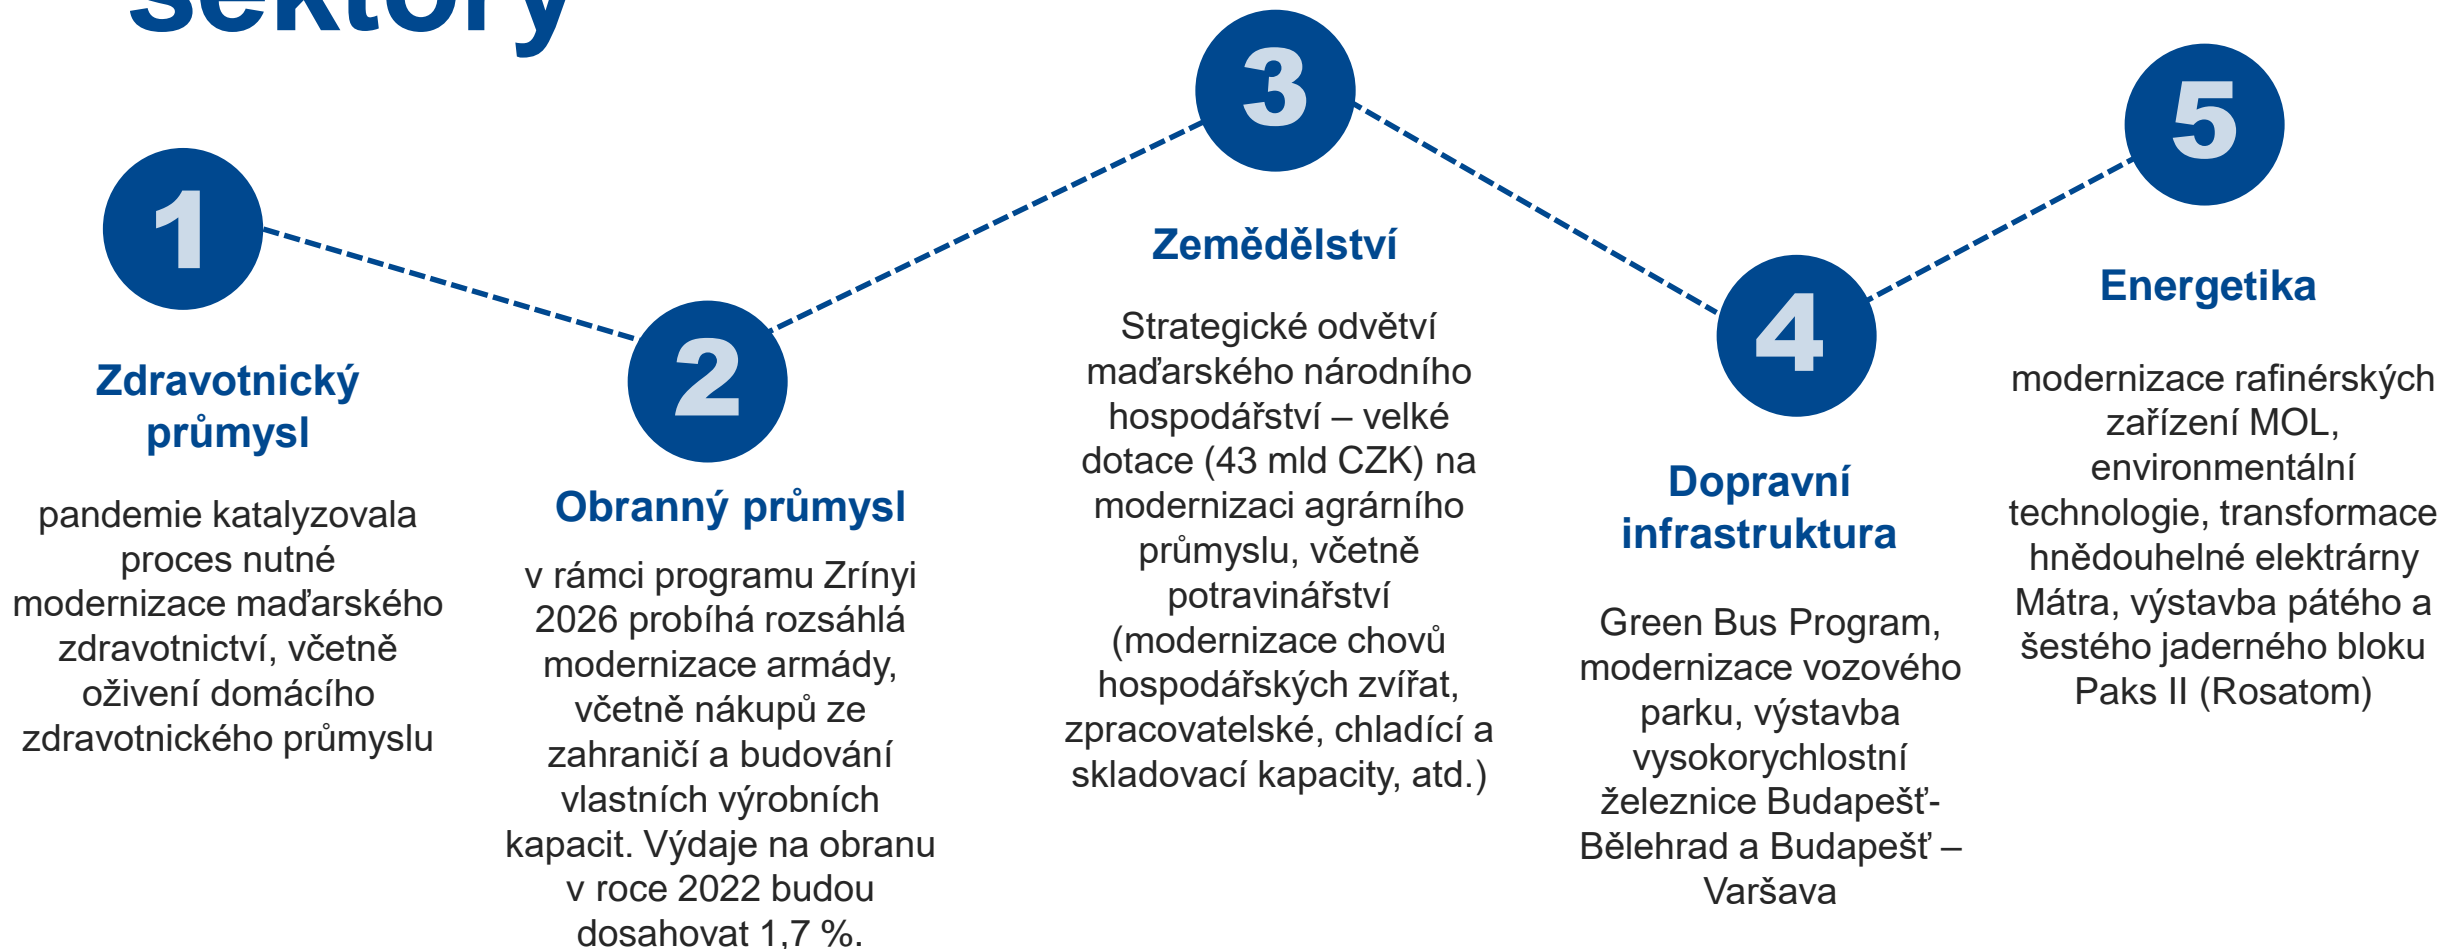 sektory
1
Zdravotnický
průmysl
pandemie katalyzovala
proces nutné
modernizace maďarského
zdravotnictví, včetně
oživení domácího
zdravotnického průmyslu
2
Obranný průmysl
v rámci programu Zrínyi
2026 probíhá rozsáhlá
modernizace armády,
včetně nákupů ze
zahraničí a budování
vlastních výrobních
kapacit. Výdaje na obranu
v roce 2022 budou
dosahovat 1,7 %.
3
Zemědělství
Strategické odvětví
maďarského národního
hospodářství – velké
dotace (43 mld CZK) na
modernizaci agrárního
průmyslu, včetně
potravinářství
(modernizace chovů
hospodářských zvířat,
zpracovatelské, chladící a
skladovací kapacity, atd.)
4
Dopravní
infrastruktura
Green Bus Program,
modernizace vozového
parku, výstavba
vysokorychlostní
železnice Budapešť-
Bělehrad a Budapešť –
Varšava
5
Energetika
modernizace rafinérských
zařízení MOL,
environmentální
technologie, transformace
hnědouhelné elektrárny
Mátra, výstavba pátého a
šestého jaderného bloku
Paks II (Rosatom)